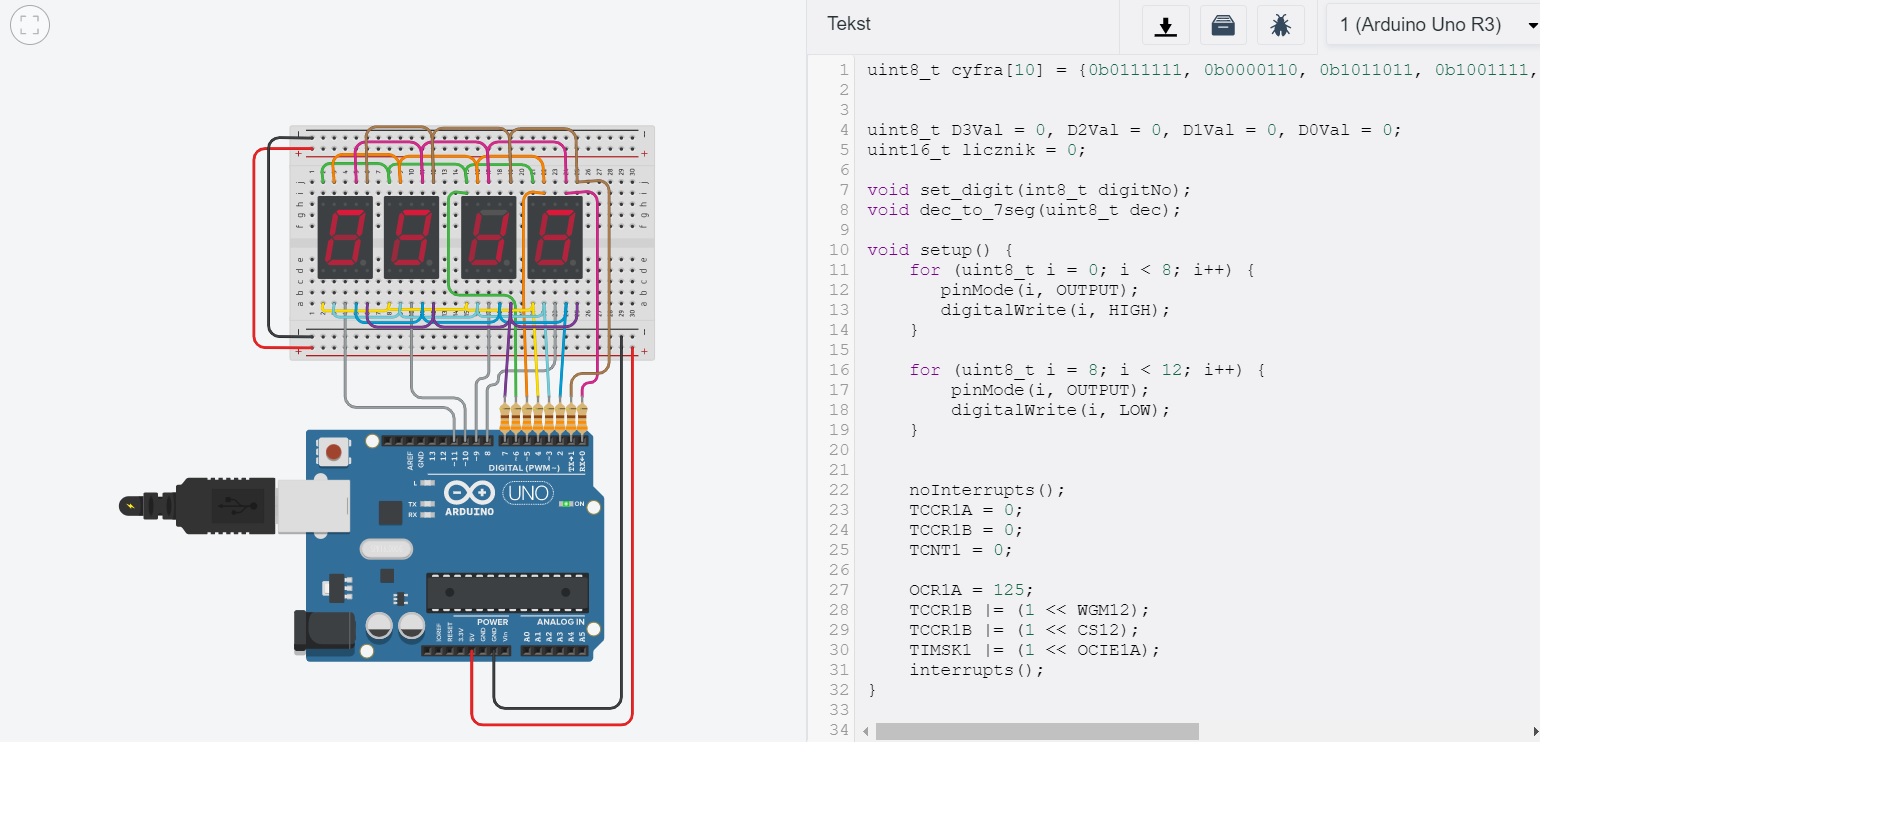 Tekst
1 (Arduino Uno R3)
1 uint8_t cyfra[10] = {0b0111111, 0b0000110, 0b1011011, 0b1001111,
2
3
4 uint8_t D3Val = 0, D2Val = 0, D1Val = 0, D0Val = 0;
5 uint16_t licznik = 0;
6
7 void set_digit(int8_t digitNo);
8 void dec_to_7seg(uint8_t dec);
9
10 void setup() {
11 for (uint8_t i = 0; i < 8; i++) {
12 pinMode(i, OUTPUT);
13 digitalWrite(i, HIGH);
14 }
15
16 for (uint8_t i = 8; i < 12; i++) {
17 pinMode(i, OUTPUT);
18 digitalWrite(i, LOW);
19 }
20
21
22 noInterrupts();
23 TCCR1A = 0;
24 TCCR1B = 0;
25 TCNT1 = 0;
26
27 OCR1A = 125;
28 TCCR1B |= (1 << WGM12);
29 TCCR1B |= (1 << CS12);
30 TIMSK1 |= (1 << OCIE1A);
31 interrupts();
32 }
33
34
AREF GND 13 12 ~11 ~10 ~9 8 7 ~6 ~5 4 ~3 2 TX→1 RX←0
DIGITAL (PWM~)
L
UNO
TX
RX
ON
ARDUINO
POWER
ANALOG IN
IOREF RESET 3.3V 5V GND GND Vin A0 A1 A2 A3 A4 A5